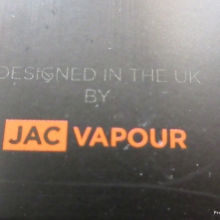 DESIGNED IN THE UK
BY
JAC VAPOUR